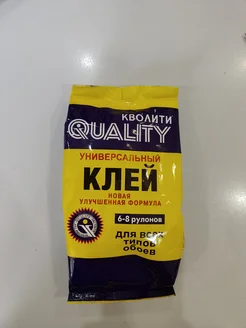 КВОЛИТИ
QUALITY
УНИВЕРСАЛЬНЫЙ
КЛЕЙ
НОВАЯ
УЛУЧШЕННАЯ ФОРМУЛА
6-8 рулонов
ДЛЯ ВСЕХ
ТИПОВ
ОБОЕВ